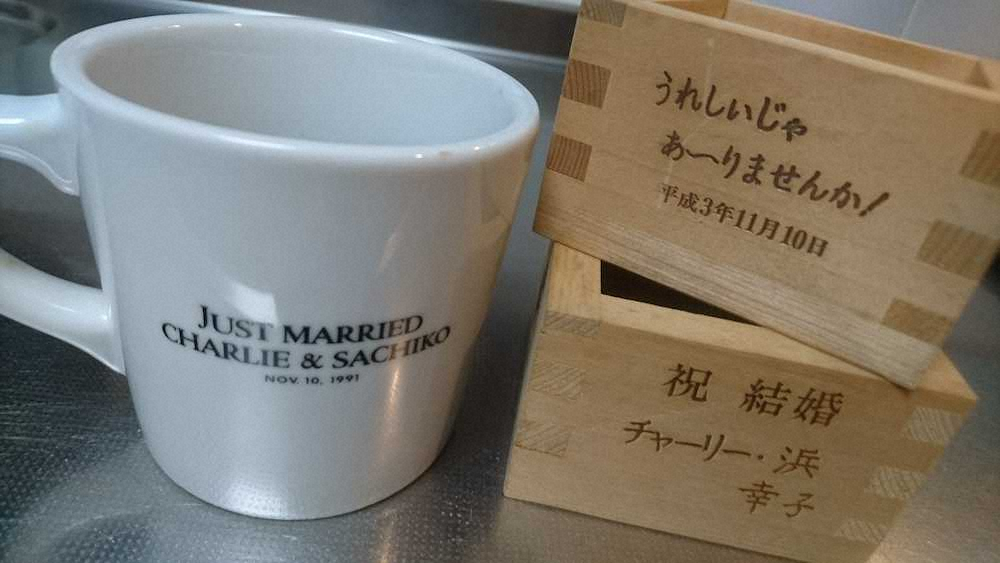 JUST MARRIED
CHARLIE & SACHIKO
NOV. 10, 1991
うれしいじゃ
あ〜りませんか!
平成3年11月10日
祝 結婚
チャーリー・浜
幸子